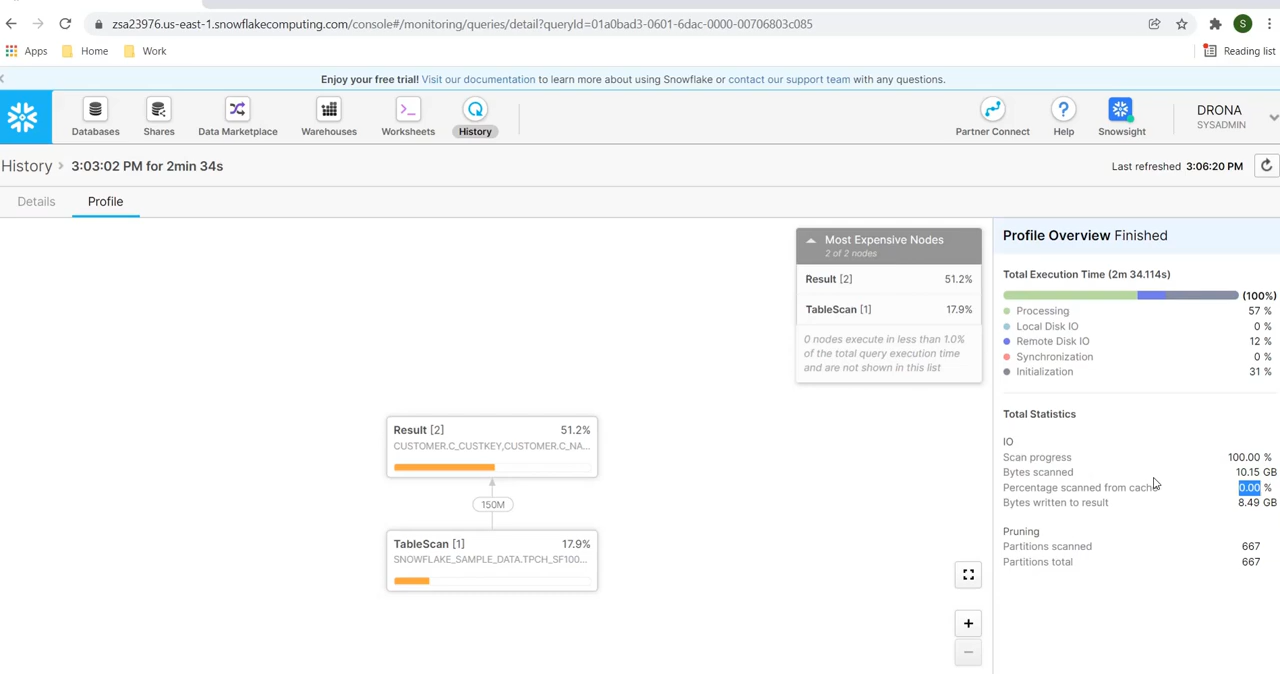 zsa23976.us-east-1.snowflakecomputing.com/console#/monitoring/queries/detail?queryId=01a0bad3-0601-6dac-0000-00706803c085
S
Apps Home Work Reading list
Enjoy your free trial! Visit our documentation to learn more about using Snowflake or contact our support team with any questions.
Databases Shares Data Marketplace Warehouses Worksheets History Partner Connect Help Snowsight
DRONA
SYSADMIN
History > 3:03:02 PM for 2min 34s
Last refreshed 3:06:20 PM
Details Profile
Most Expensive Nodes
2 of 2 nodes
Result [2] 51.2%
TableScan [1] 17.9%
0 nodes execute in less than 1.0%
of the total query execution time
and are not shown in this list
Result [2] 51.2%
CUSTOMER.C_CUSTKEY,CUSTOMER.C_NA...
150M
TableScan [1] 17.9%
SNOWFLAKE_SAMPLE_DATA.TPCH_SF100...
+
−
Profile Overview Finished
Total Execution Time (2m 34.114s)
(100%)
Processing 57 %
Local Disk IO 0 %
Remote Disk IO 12 %
Synchronization 0 %
Initialization 31 %
Total Statistics
IO
Scan progress 100.00 %
Bytes scanned 10.15 GB
Percentage scanned from cache 0.00 %
Bytes written to result 8.49 GB
Pruning
Partitions scanned 667
Partitions total 667